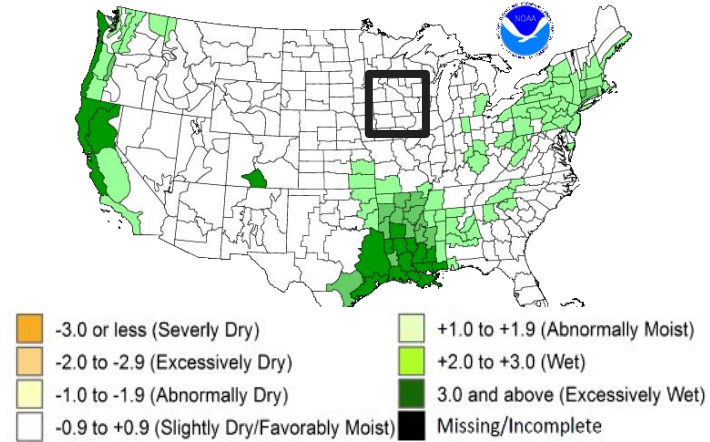 NOAA
-3.0 or less (Severly Dry)
-2.0 to -2.9 (Excessively Dry)
-1.0 to -1.9 (Abnormally Dry)
-0.9 to +0.9 (Slightly Dry/Favorably Moist)
+1.0 to +1.9 (Abnormally Moist)
+2.0 to +3.0 (Wet)
3.0 and above (Excessively Wet)
Missing/Incomplete